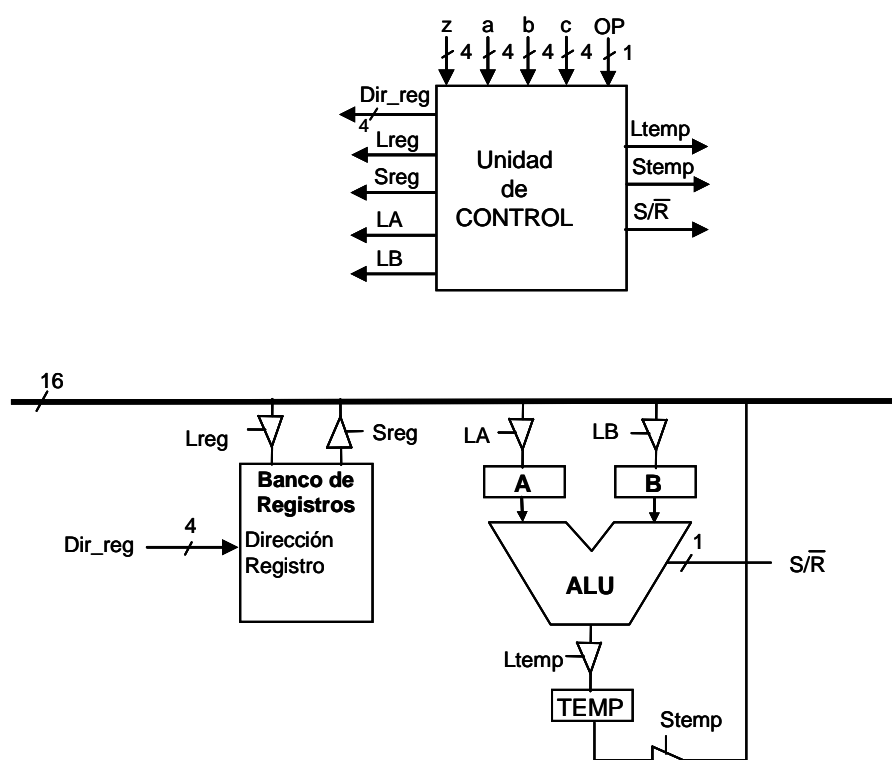 z a b c OP
4 4 4 4 1
Dir_reg
4
Lreg
Sreg
LA
LB
Unidad
de
CONTROL
Ltemp
Stemp
S/R̅
16
Lreg
Sreg
LA
LB
Banco de
Registros
Dirección
Registro
Dir_reg
4
A
B
ALU
1
S/R̅
Ltemp
TEMP
Stemp